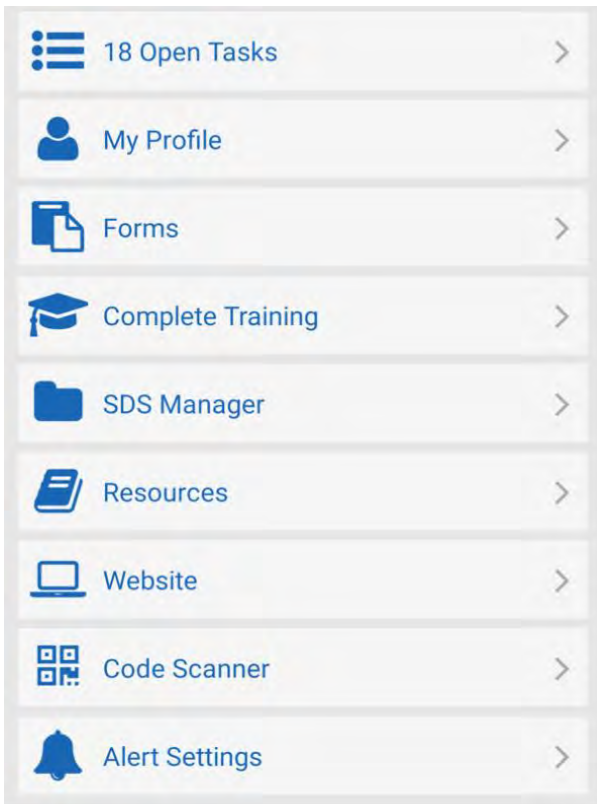 18 Open Tasks
My Profile
Forms
Complete Training
SDS Manager
Resources
Website
Code Scanner
Alert Settings